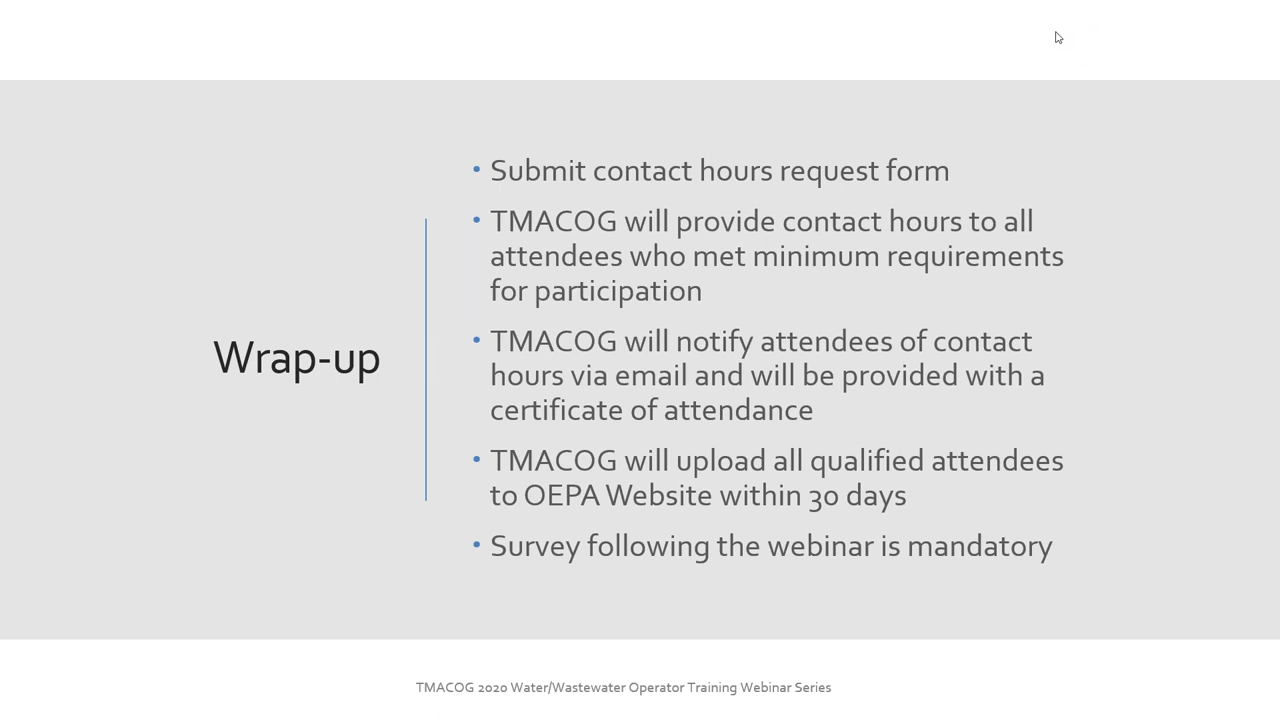 Wrap-up
• Submit contact hours request form
• TMACOG will provide contact hours to all
attendees who met minimum requirements
for participation
• TMACOG will notify attendees of contact
hours via email and will be provided with a
certificate of attendance
• TMACOG will upload all qualified attendees
to OEPA Website within 30 days
• Survey following the webinar is mandatory
TMACOG 2020 Water/Wastewater Operator Training Webinar Series